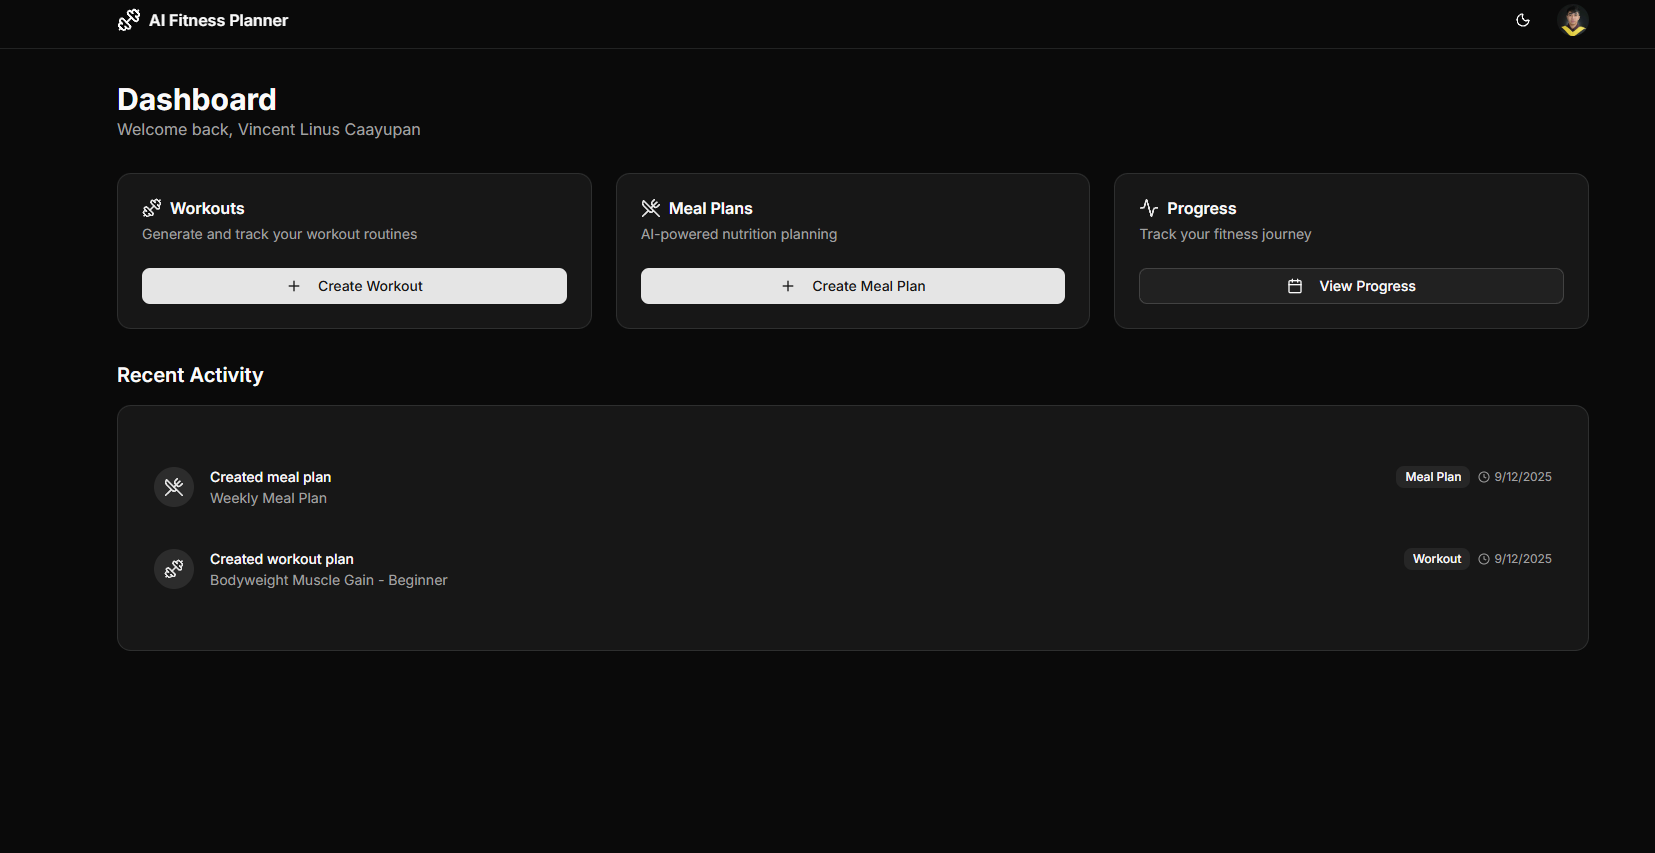 AI Fitness Planner
Dashboard
Welcome back, Vincent Linus Caayupan
Workouts
Generate and track your workout routines
Create Workout
Meal Plans
AI-powered nutrition planning
Create Meal Plan
Progress
Track your fitness journey
View Progress
Recent Activity
Created meal plan
Weekly Meal Plan
Meal Plan 9/12/2025
Created workout plan
Bodyweight Muscle Gain - Beginner
Workout 9/12/2025